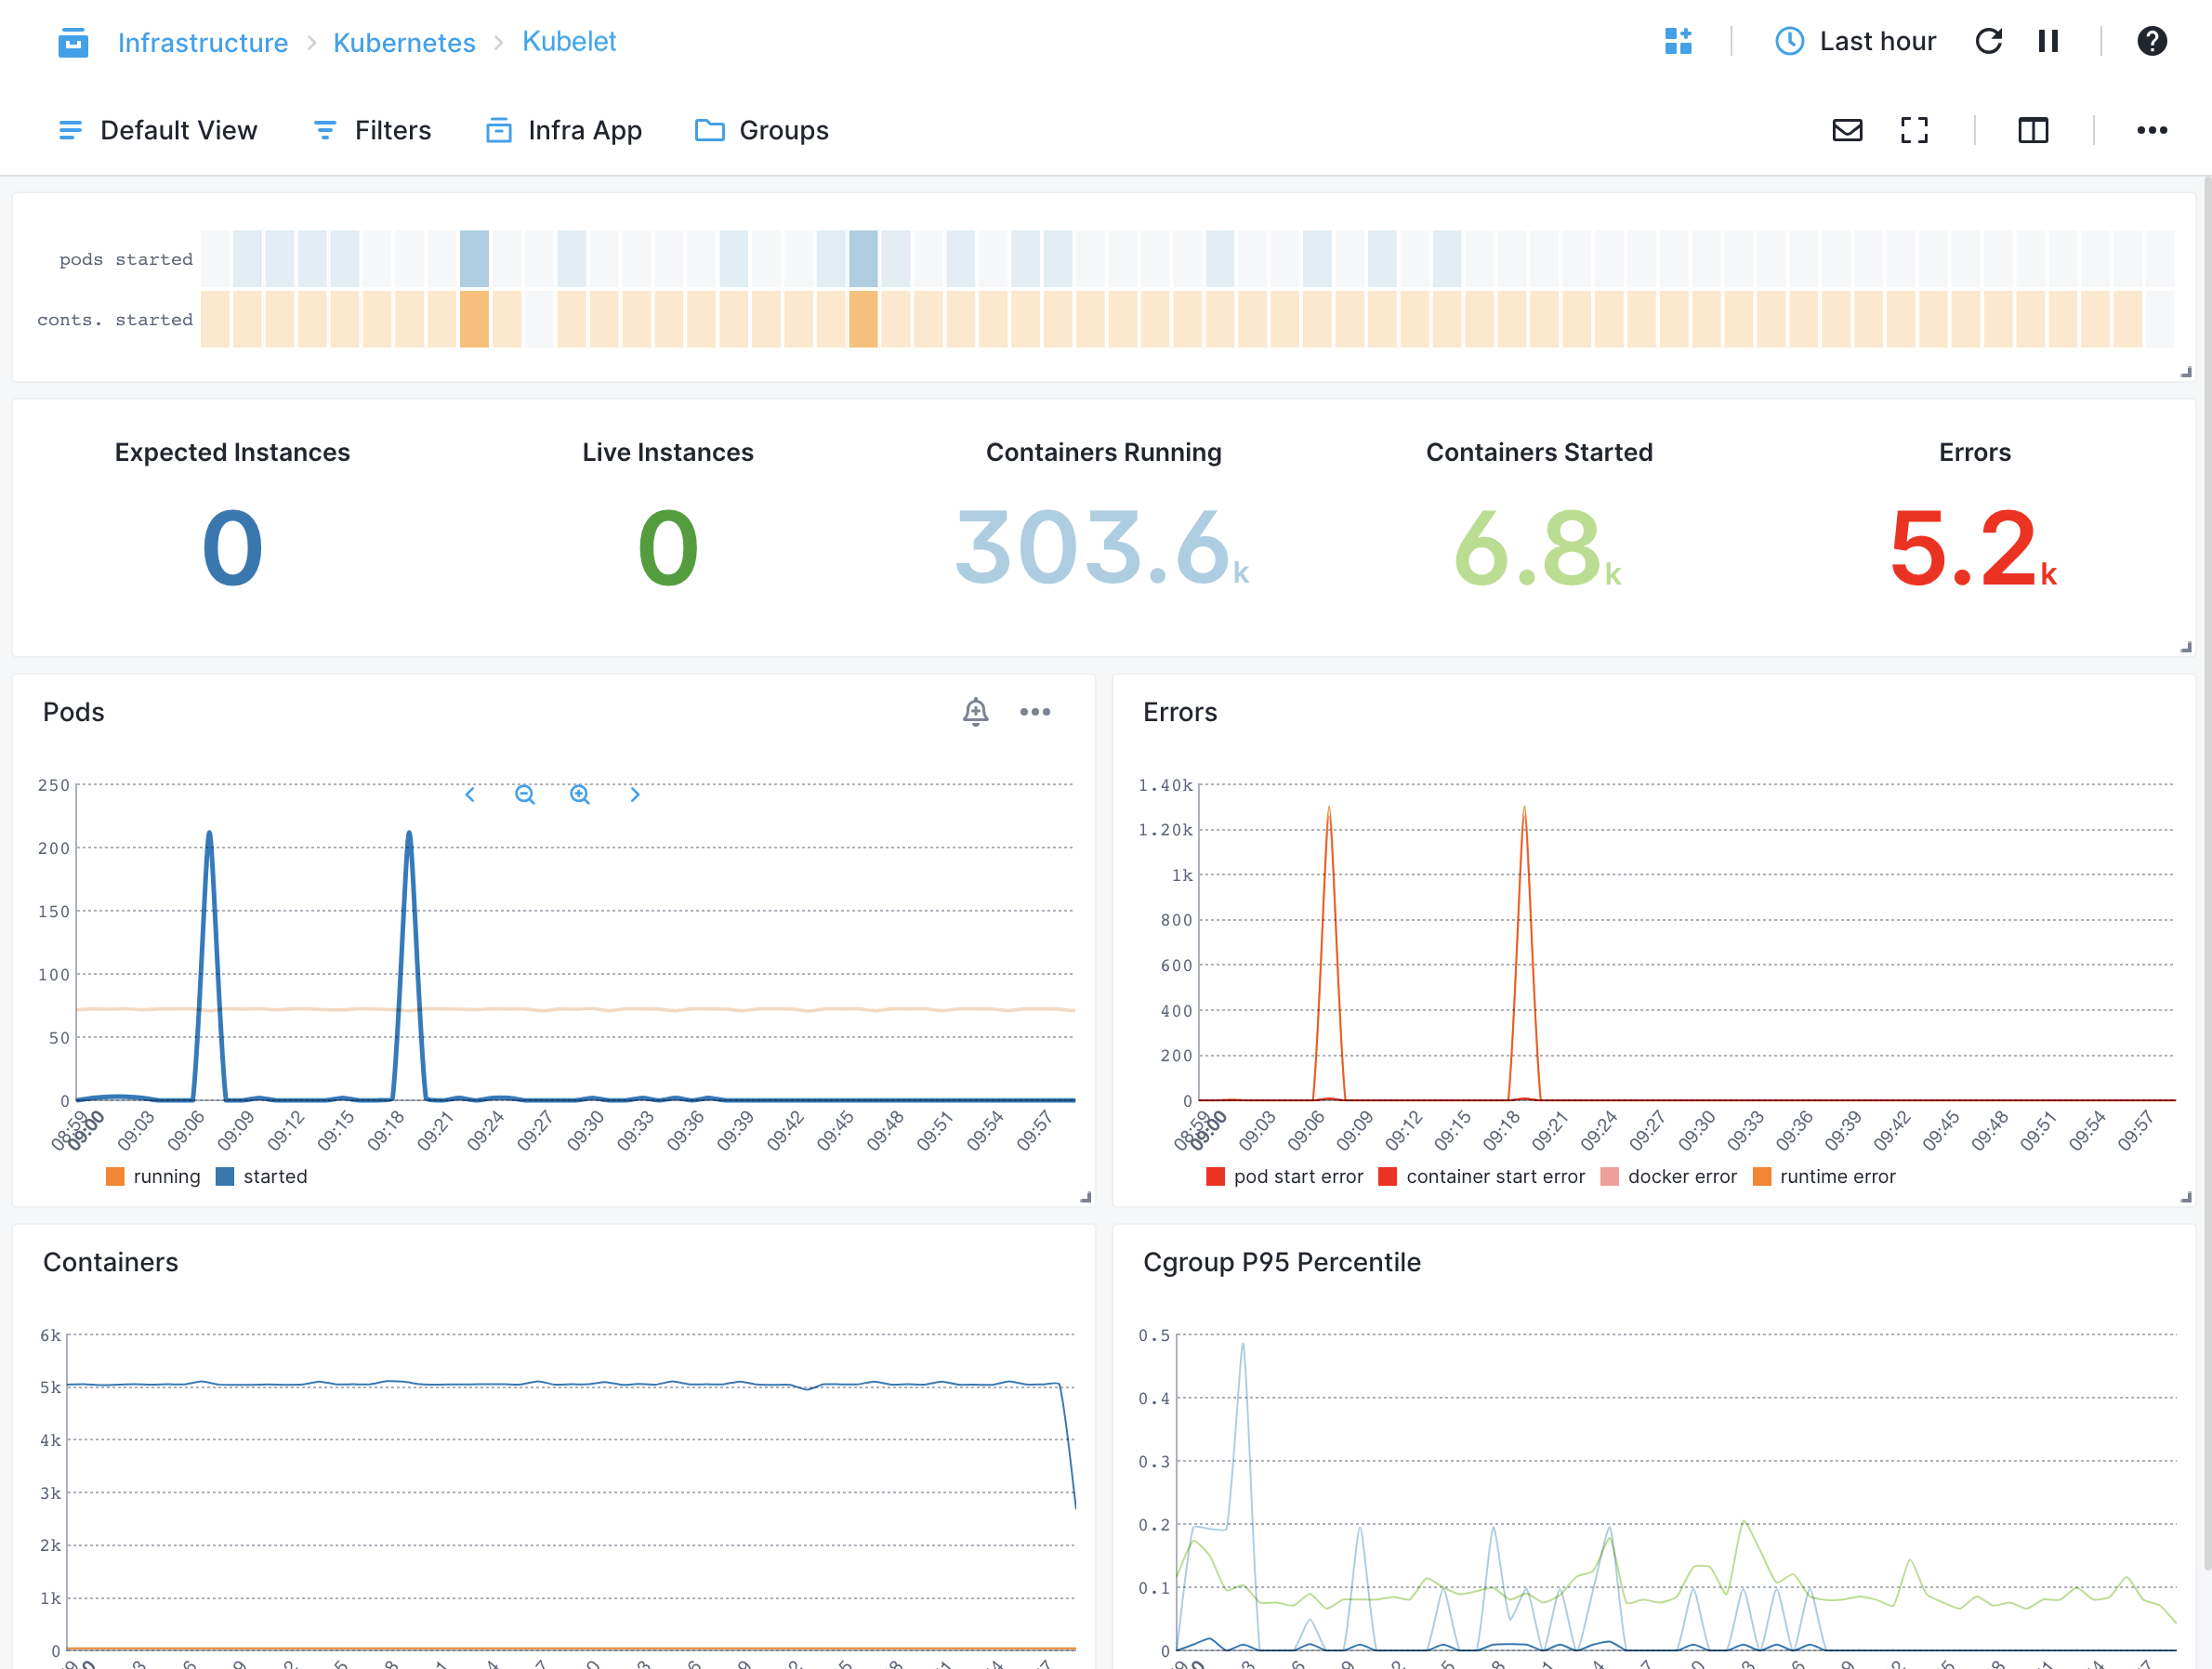 Infrastructure > Kubernetes > Kubelet
Last hour
Default View Filters Infra App Groups
pods started
conts. started
Expected Instances Live Instances Containers Running Containers Started Errors
0 0 303.6k 6.8k 5.2k
Pods
250
200
150
100
50
0
08:59 09:00 09:03 09:06 09:09 09:12 09:15 09:18 09:21 09:24 09:27 09:30 09:33 09:36 09:39 09:42 09:45 09:48 09:51 09:54 09:57
running started
Errors
1.40k
1.20k
1k
800
600
400
200
0
08:59 09:00 09:03 09:06 09:09 09:12 09:15 09:18 09:21 09:24 09:27 09:30 09:33 09:36 09:39 09:42 09:45 09:48 09:51 09:54 09:57
pod start error container start error docker error runtime error
Containers
6k
5k
4k
3k
2k
1k
0
Cgroup P95 Percentile
0.5
0.4
0.3
0.2
0.1
0